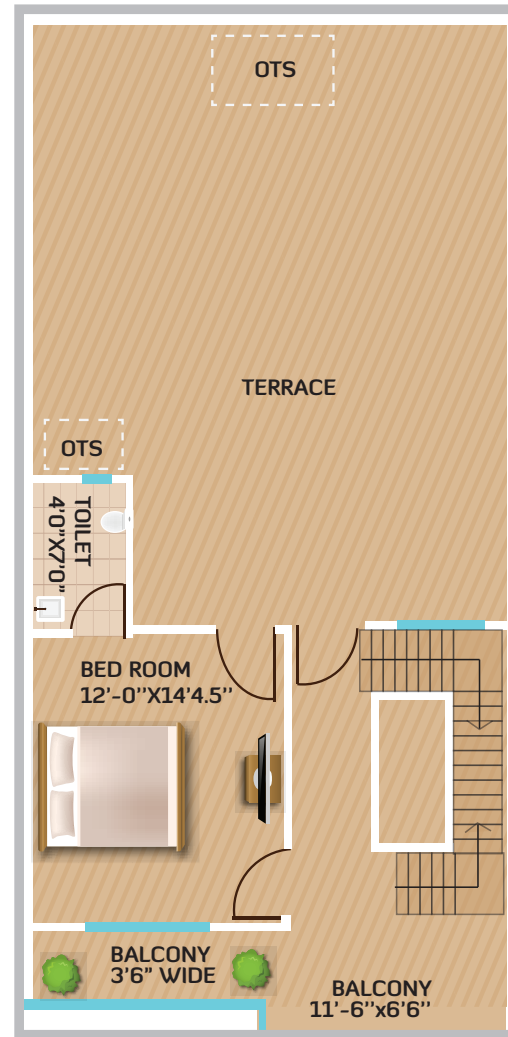 OTS
TERRACE
OTS
TOILET
4'0"X7'0"
BED ROOM
12'-0''X14'4.5''
BALCONY
3'6" WIDE
BALCONY
11'-6''x6'6''